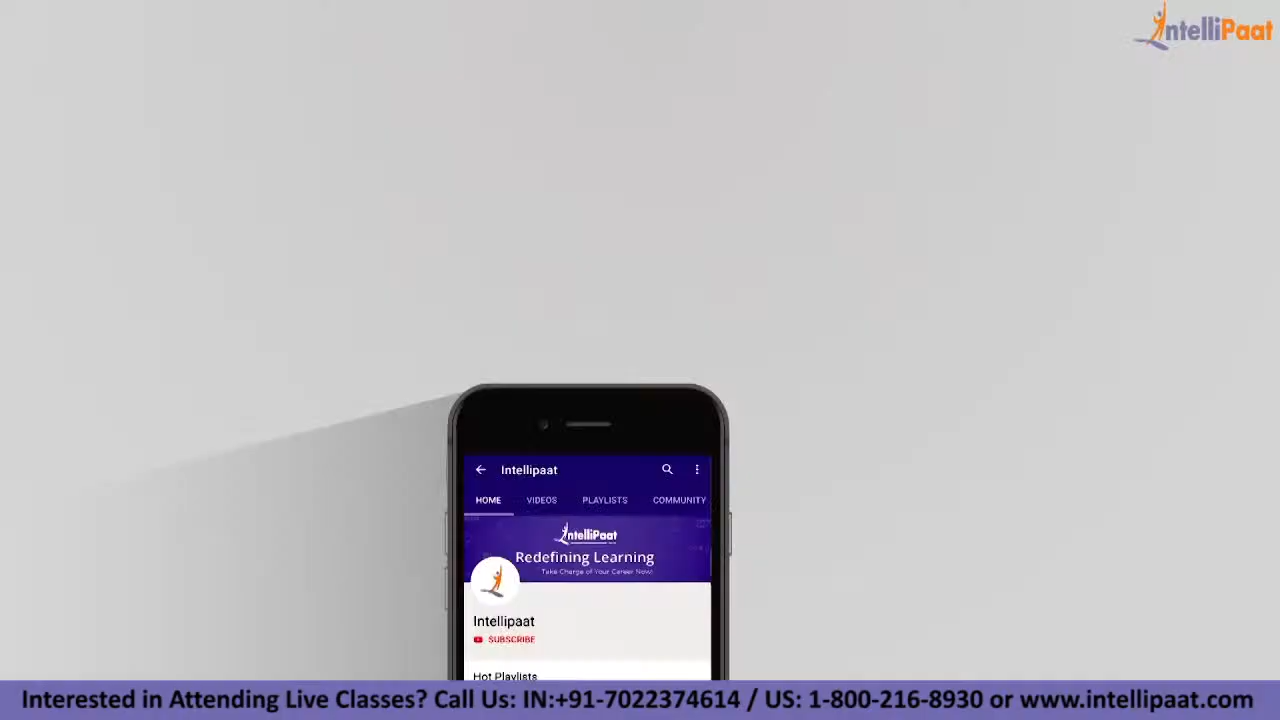 IntelliPaat
Intellipaat
HOME VIDEOS PLAYLISTS COMMUNITY
IntelliPaat
Redefining Learning
Take Charge of Your Career Now!
Intellipaat
SUBSCRIBE
Hot Playlists
Interested in Attending Live Classes? Call Us: IN:+91-7022374614 / US: 1-800-216-8930 or www.intellipaat.com